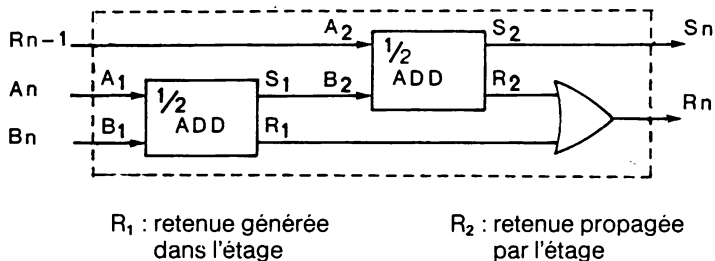 Rn-1 A2 S2 Sn
1/2 ADD
An A1 S1 B2 R2 Rn
1/2 ADD
Bn B1 R1
R1 : retenue générée
dans l'étage
R2 : retenue propagée
par l'étage